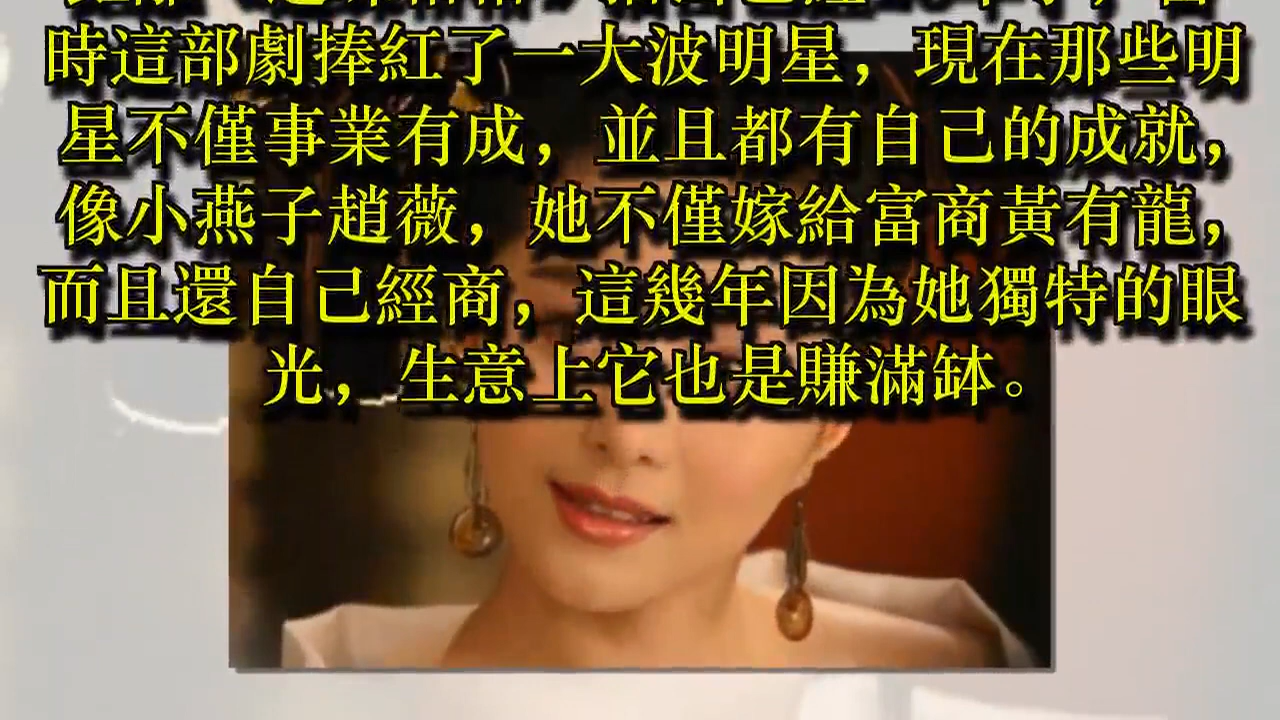 時這部劇捧紅了一大波明星，現在那些明
星不僅事業有成，並且都有自己的成就，
像小燕子趙薇，她不僅嫁給富商黃有龍，
而且還自己經商，這幾年因為她獨特的眼
光，生意上它也是賺滿缽。